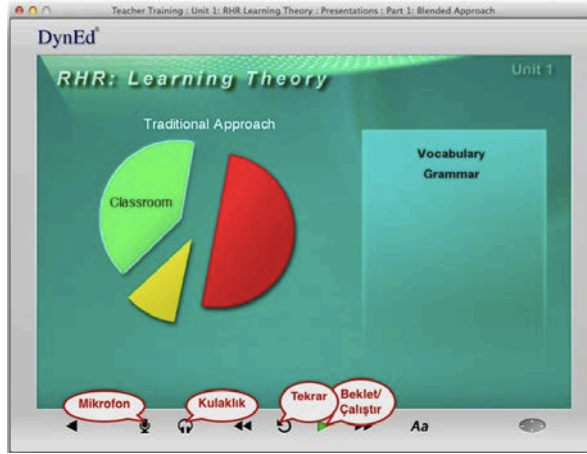 Teacher Training : Unit 1: RHR Learning Theory : Presentations : Part 1: Blended Approach
DynEd®
RHR: Learning Theory
Unit 1
Traditional Approach
Classroom
Vocabulary
Grammar
Mikrofon
Kulaklık
Tekrar
Beklet/
Çalıştır
Aa